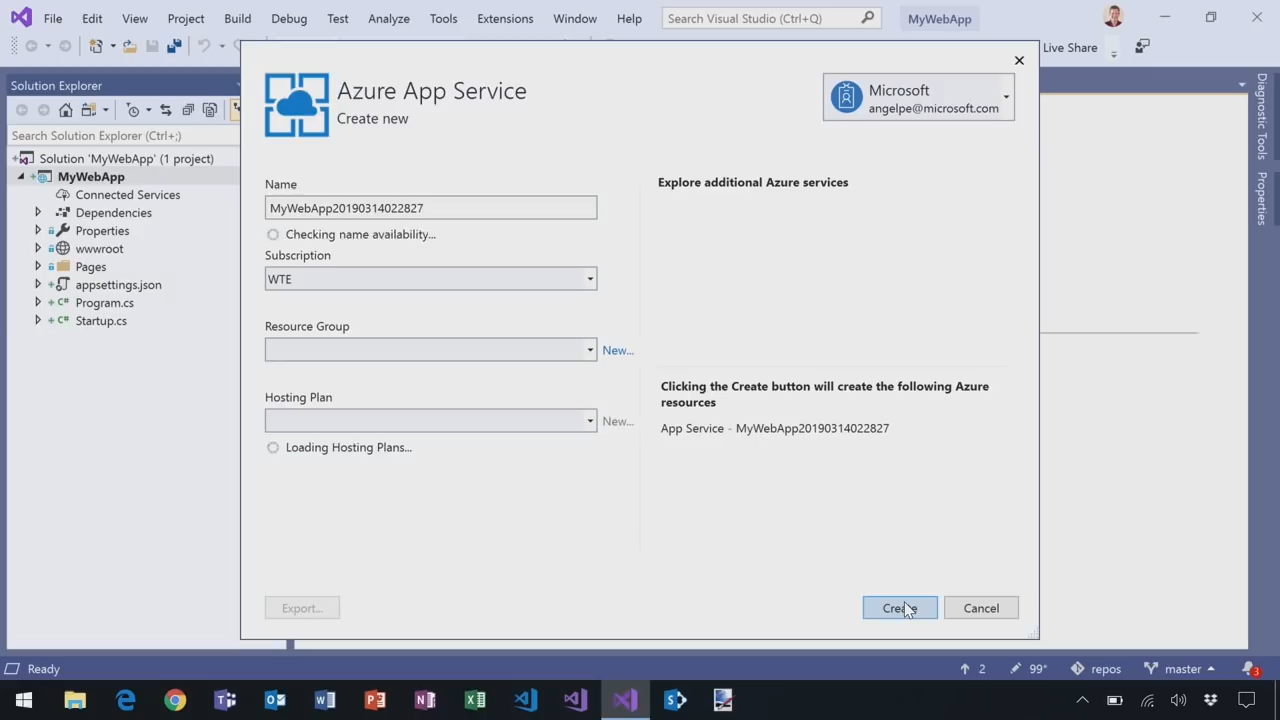 File Edit View Project Build Debug Test Analyze Tools Extensions Window Help Search Visual Studio (Ctrl+Q) MyWebApp
Live Share
Solution Explorer
Search Solution Explorer (Ctrl+;)
Solution 'MyWebApp' (1 project)
MyWebApp
Connected Services
Dependencies
Properties
wwwroot
Pages
appsettings.json
C# Program.cs
C# Startup.cs
Azure App Service
Create new
Microsoft
angelpe@microsoft.com
Name
MyWebApp20190314022827
Checking name availability...
Subscription
WTE
Resource Group
New...
Hosting Plan
New...
Loading Hosting Plans...
Explore additional Azure services
Clicking the Create button will create the following Azure
resources
App Service - MyWebApp20190314022827
Export...
Create
Cancel
Diagnostic Tools
Properties
Ready
2
99*
repos
master
3